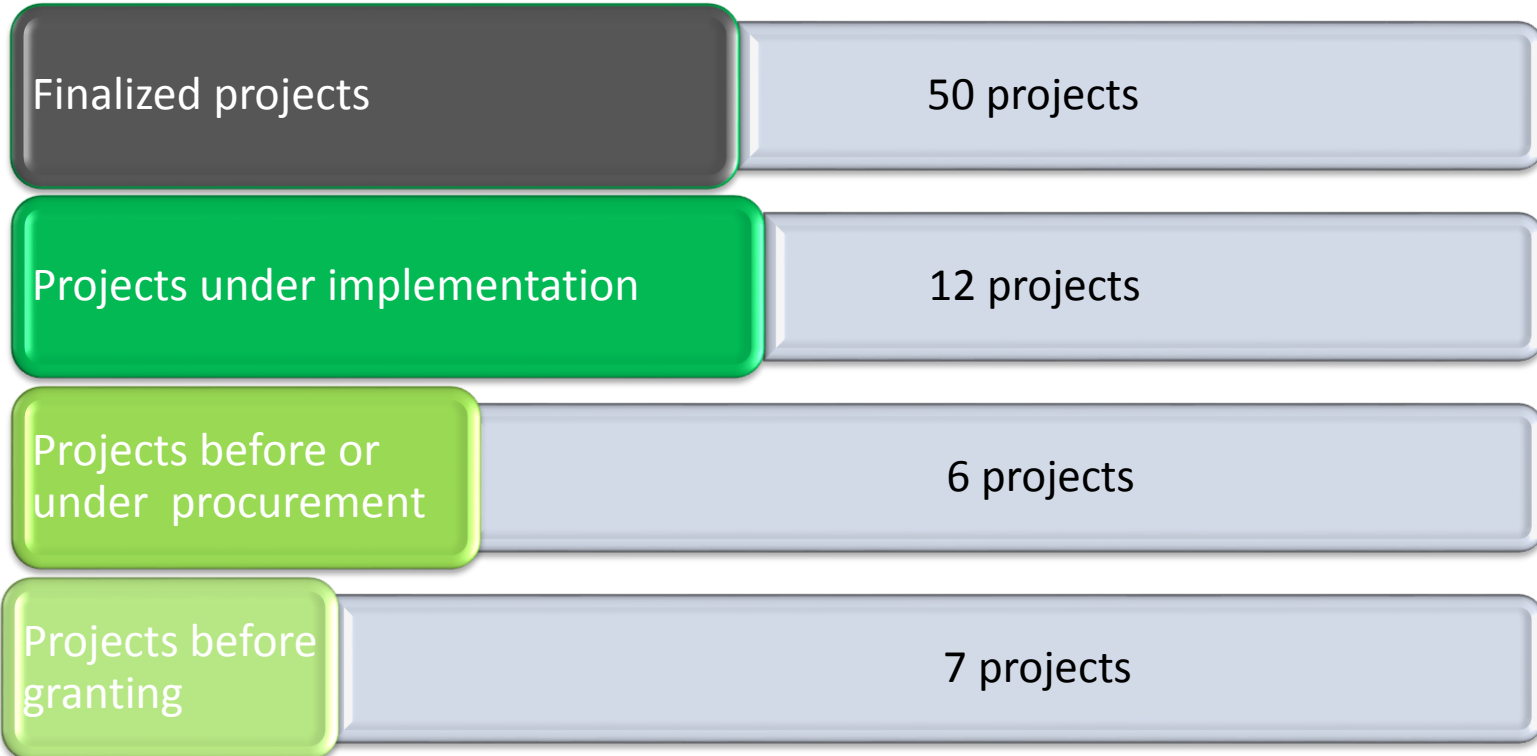 Finalized projects
50 projects
Projects under implementation
12 projects
Projects before or
under  procurement
6 projects
Projects before
granting
7 projects